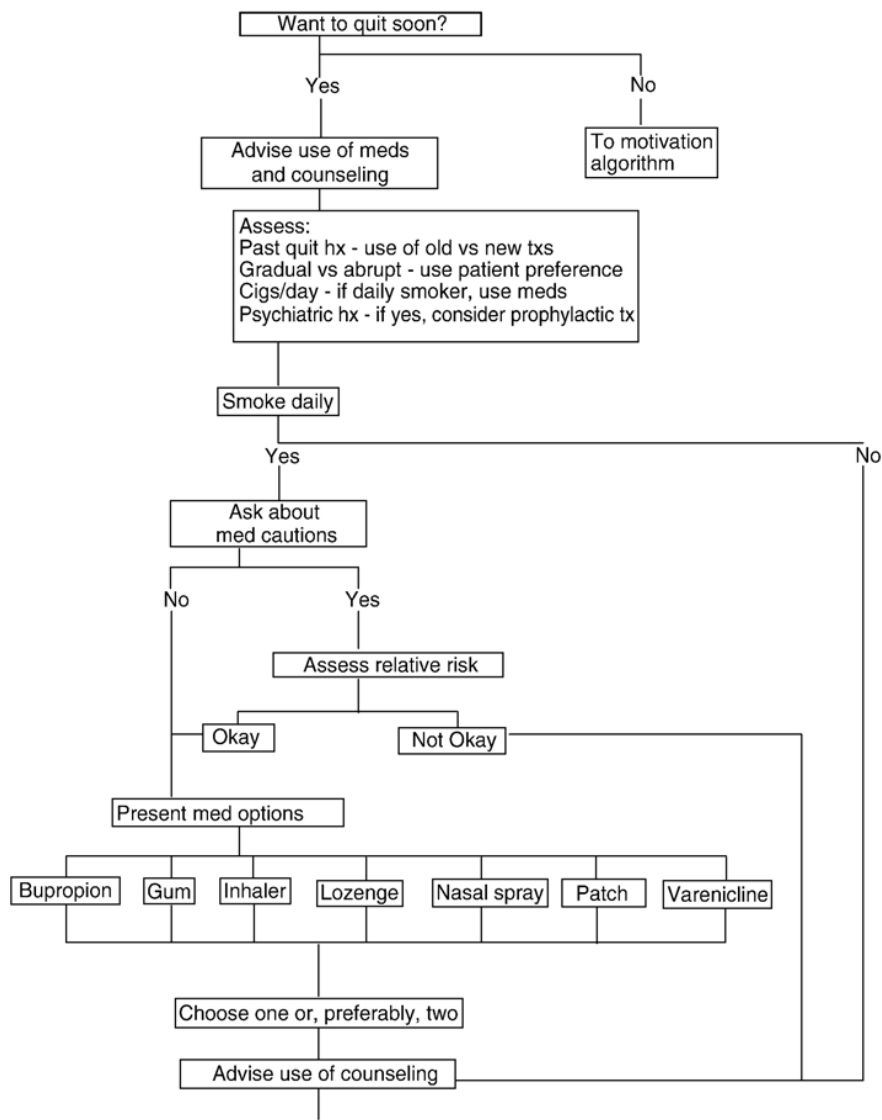 Want to quit soon?
Yes
No
Advise use of meds
and counseling
To motivation
algorithm
Assess:
Past quit hx - use of old vs new txs
Gradual vs abrupt - use patient preference
Cigs/day - if daily smoker, use meds
Psychiatric hx - if yes, consider prophylactic tx
Smoke daily
Yes
No
Ask about
med cautions
No
Yes
Assess relative risk
Okay
Not Okay
Present med options
Bupropion
Gum
Inhaler
Lozenge
Nasal spray
Patch
Varenicline
Choose one or, preferably, two
Advise use of counseling